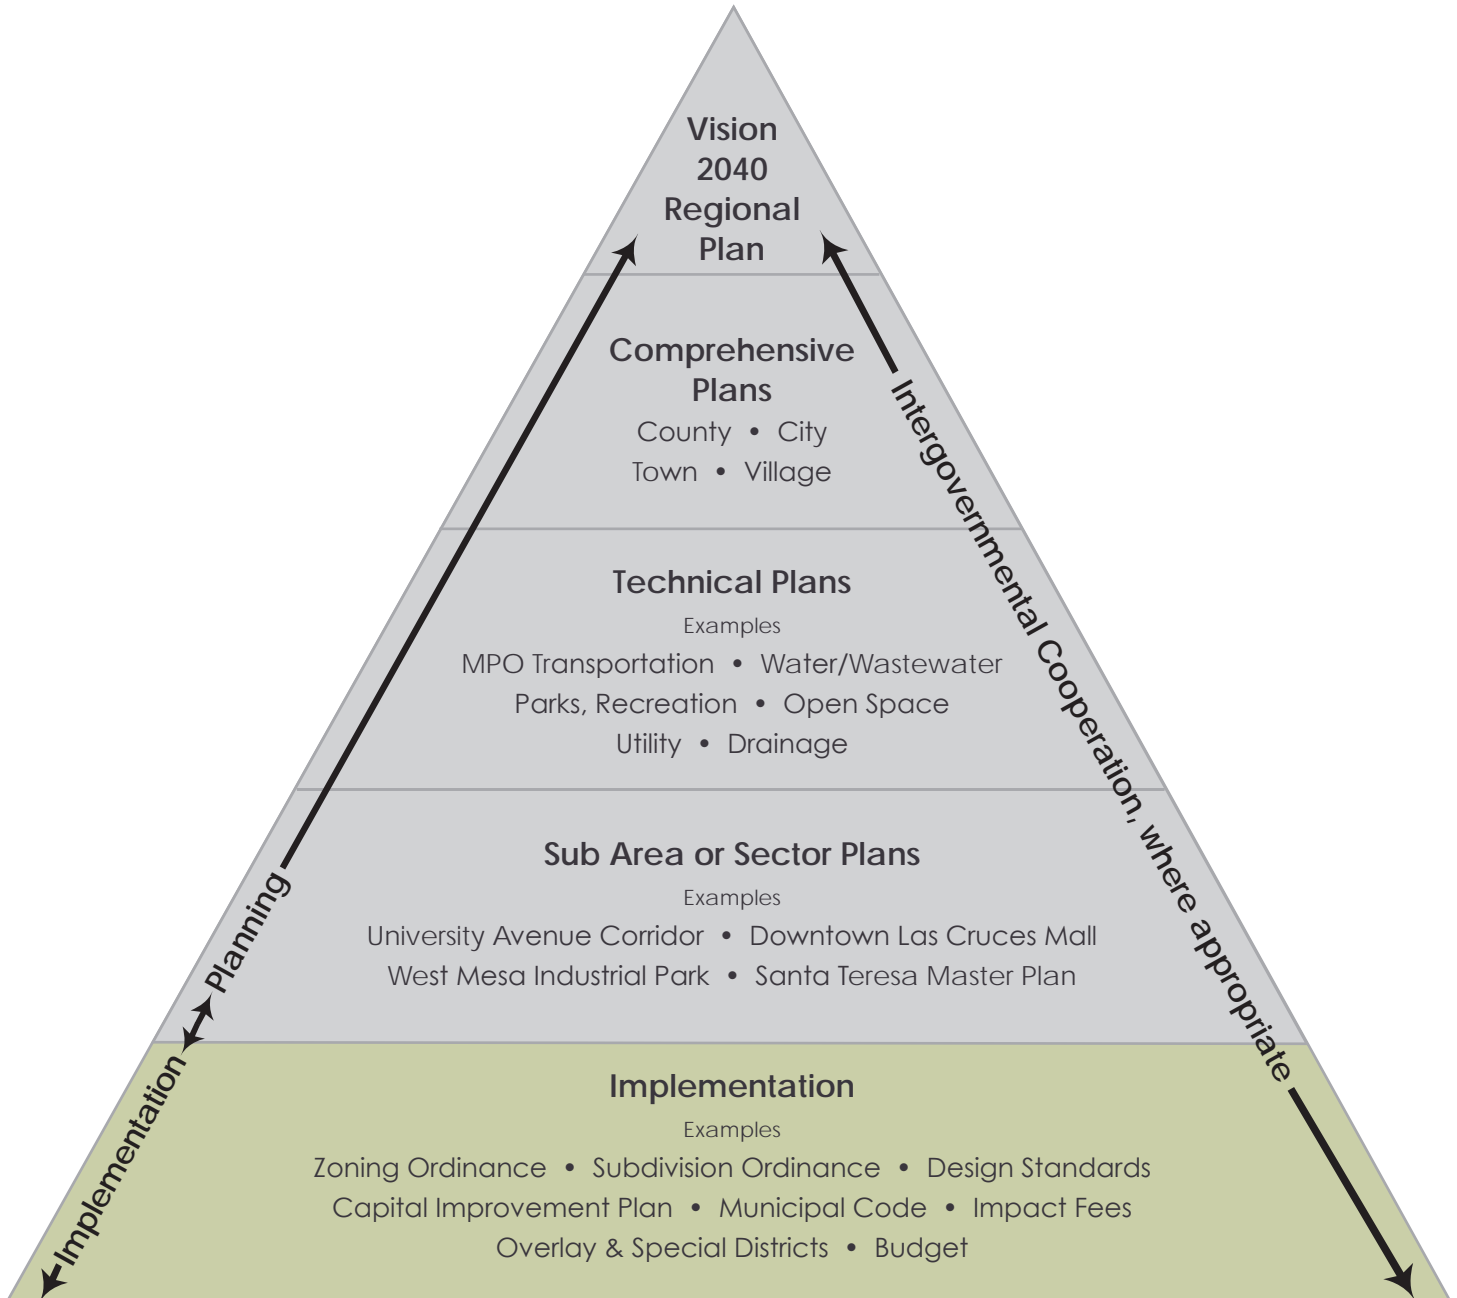 Vision
2040
Regional
Plan
Comprehensive
Plans
County • City
Town • Village
Technical Plans
Examples
MPO Transportation • Water/Wastewater
Parks, Recreation • Open Space
Utility • Drainage
Sub Area or Sector Plans
Examples
University Avenue Corridor • Downtown Las Cruces Mall
West Mesa Industrial Park • Santa Teresa Master Plan
Implementation
Examples
Zoning Ordinance • Subdivision Ordinance • Design Standards
Capital Improvement Plan • Municipal Code • Impact Fees
Overlay & Special Districts • Budget
Planning
Implementation
Intergovernmental Cooperation, where appropriate